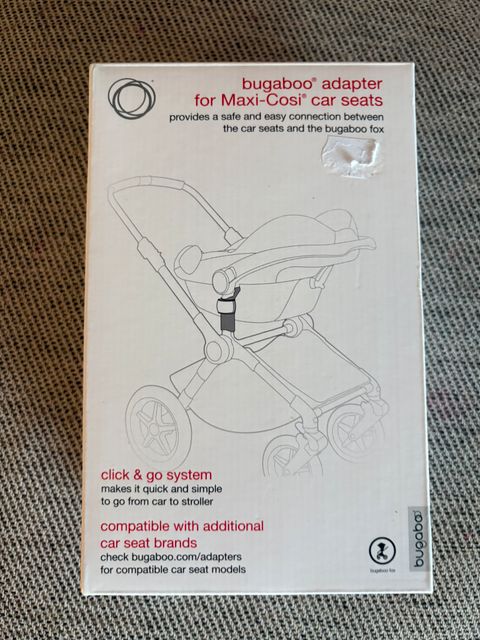 bugaboo® adapter
for Maxi-Cosi® car seats
provides a safe and easy connection between
the car seats and the bugaboo fox
click & go system
makes it quick and simple
to go from car to stroller
compatible with additional
car seat brands
check bugaboo.com/adapters
for compatible car seat models
bugaboo fox
bugaboo